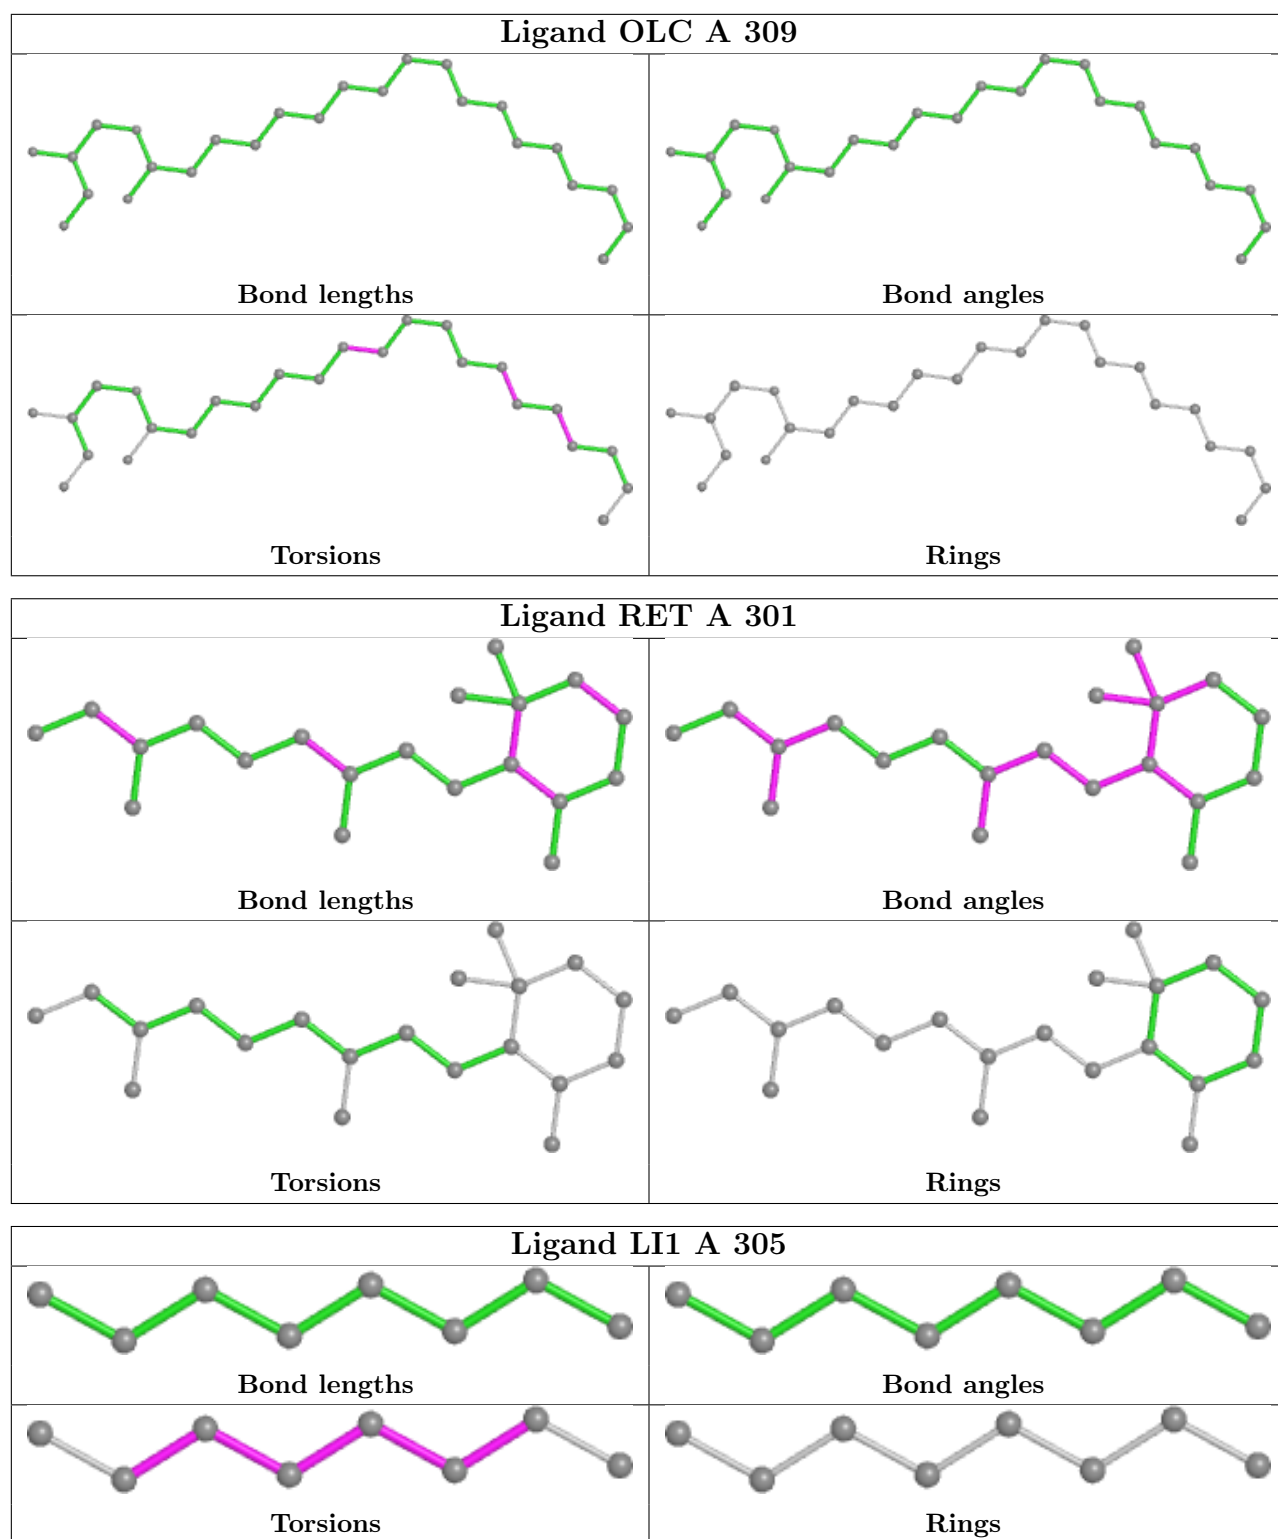 Ligand OLC A 309
Bond lengths
Bond angles
Torsions
Rings
Ligand RET A 301
Bond lengths
Bond angles
Torsions
Rings
Ligand LI1 A 305
Bond lengths
Bond angles
Torsions
Rings